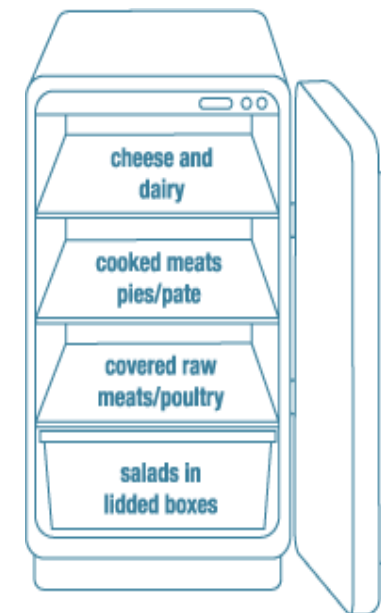 cheese and
dairy
cooked meats
pies/pate
covered raw
meats/poultry
salads in
lidded boxes